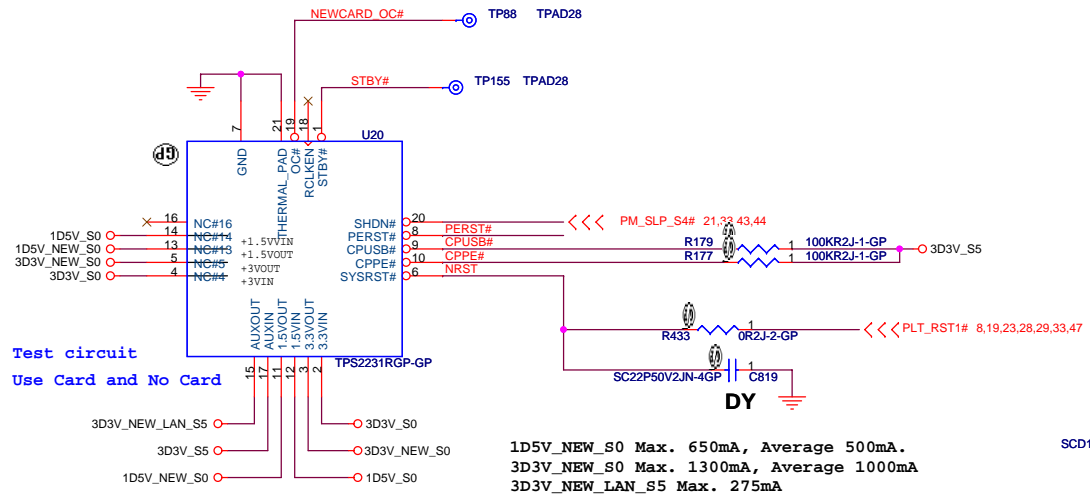 NEWCARD_OC#
TP88 TPAD28
STBY#
TP155 TPAD28
7
21
19
18
1
U20
GP
GND
THERMAL_PAD
OC#
RCLKEN
STBY#
16 NC#16
SHDN# 20
PM_SLP_S4# 21,33,43,44
1D5V_S0 14 NC#14 +1.5VVIN
PERST# 8 PERST#
1D5V_NEW_S0 13 NC#13 +1.5VOUT
CPUSB# 9 CPUSB# R179 1 100KR2J-1-GP 3D3V_S5
3D3V_NEW_S0 5 NC#5 +3VOUT
CPPE# 10 CPPE# R177 1 100KR2J-1-GP
3D3V_S0 4 NC#4 +3VIN
SYSRST# 6 NRST
AUXOUT
AUXIN
1.5VOUT
1.5VIN
3.3VOUT
3.3VIN
R433 1 0R2J-2-GP
PLT_RST1# 8,19,23,28,29,33,47
Test circuit
Use Card and No Card
TPS2231RGP-GP
15
17
11
12
3
2
SC22P50V2JN-4GP 1 C819
DY
3D3V_NEW_LAN_S5
3D3V_S0
3D3V_S5
3D3V_NEW_S0
1D5V_NEW_S0
1D5V_S0
1D5V_NEW_S0 Max. 650mA, Average 500mA.
3D3V_NEW_S0 Max. 1300mA, Average 1000mA
3D3V_NEW_LAN_S5 Max. 275mA
SCD1